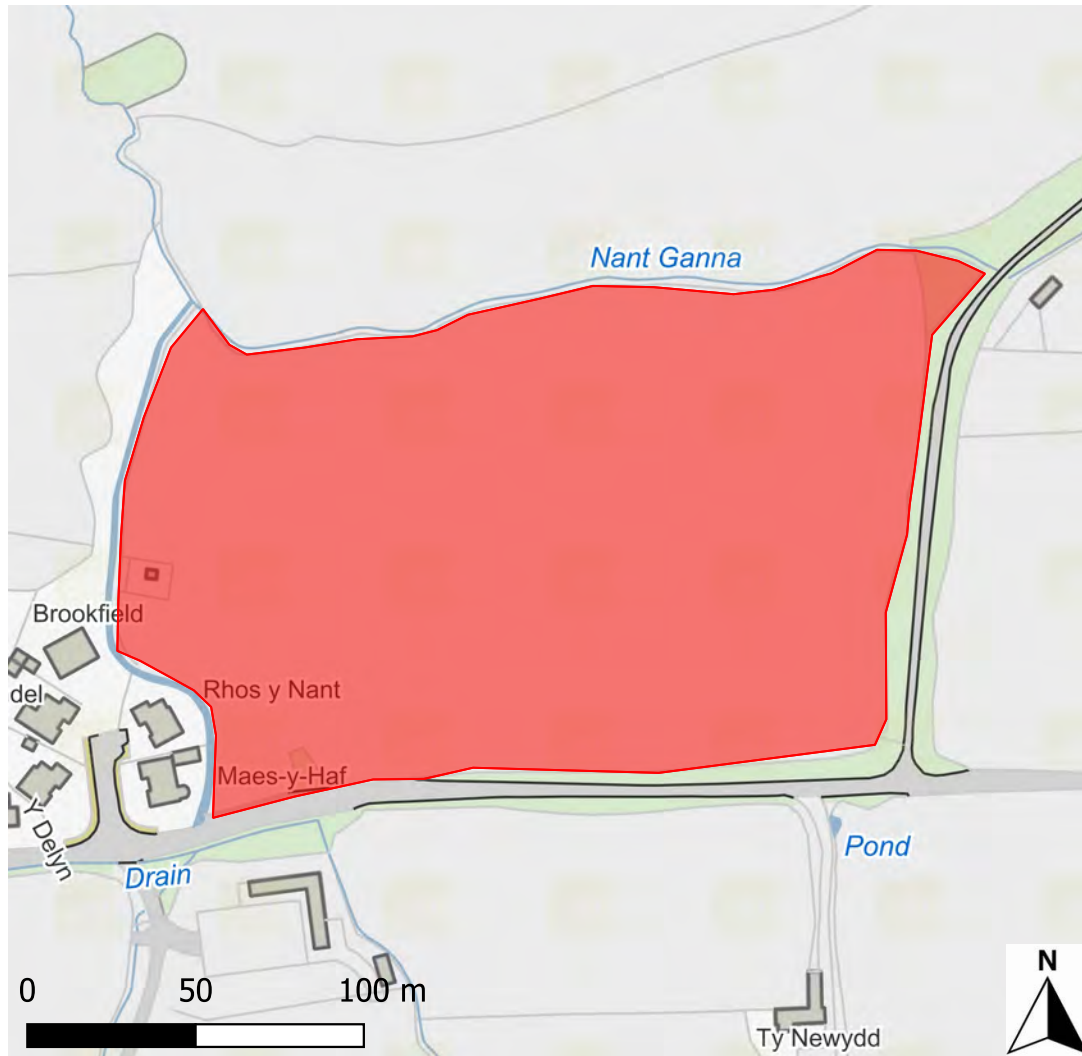 Nant Ganna
Brookfield
del
Rhos y Nant
Maes-y-Haf
Y Delyn
Drain
Pond
0 50 100 m
N
Ty Newydd